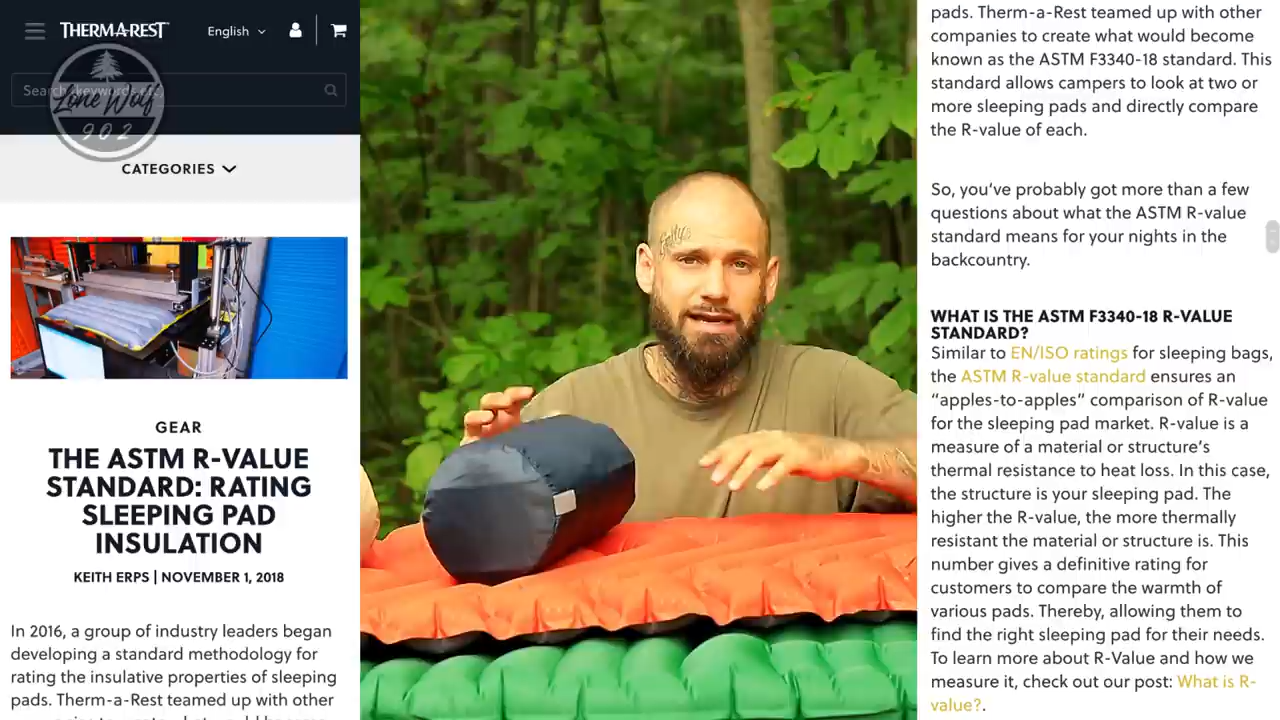 THERMAREST
English
Search (keywords,etc)
Lone Wolf
902
CATEGORIES
GEAR
THE ASTM R-VALUE
STANDARD: RATING
SLEEPING PAD
INSULATION
KEITH ERPS | NOVEMBER 1, 2018
In 2016, a group of industry leaders began
developing a standard methodology for
rating the insulative properties of sleeping
pads. Therm-a-Rest teamed up with other
pads. Therm-a-Rest teamed up with other
companies to create what would become
known as the ASTM F3340-18 standard. This
standard allows campers to look at two or
more sleeping pads and directly compare
the R-value of each.
So, you’ve probably got more than a few
questions about what the ASTM R-value
standard means for your nights in the
backcountry.
WHAT IS THE ASTM F3340-18 R-VALUE
STANDARD?
Similar to EN/ISO ratings for sleeping bags,
the ASTM R-value standard ensures an
“apples-to-apples” comparison of R-value
for the sleeping pad market. R-value is a
measure of a material or structure’s
thermal resistance to heat loss. In this case,
the structure is your sleeping pad. The
higher the R-value, the more thermally
resistant the material or structure is. This
number gives a definitive rating for
customers to compare the warmth of
various pads. Thereby, allowing them to
find the right sleeping pad for their needs.
To learn more about R-Value and how we
measure it, check out our post: What is R-
value?.